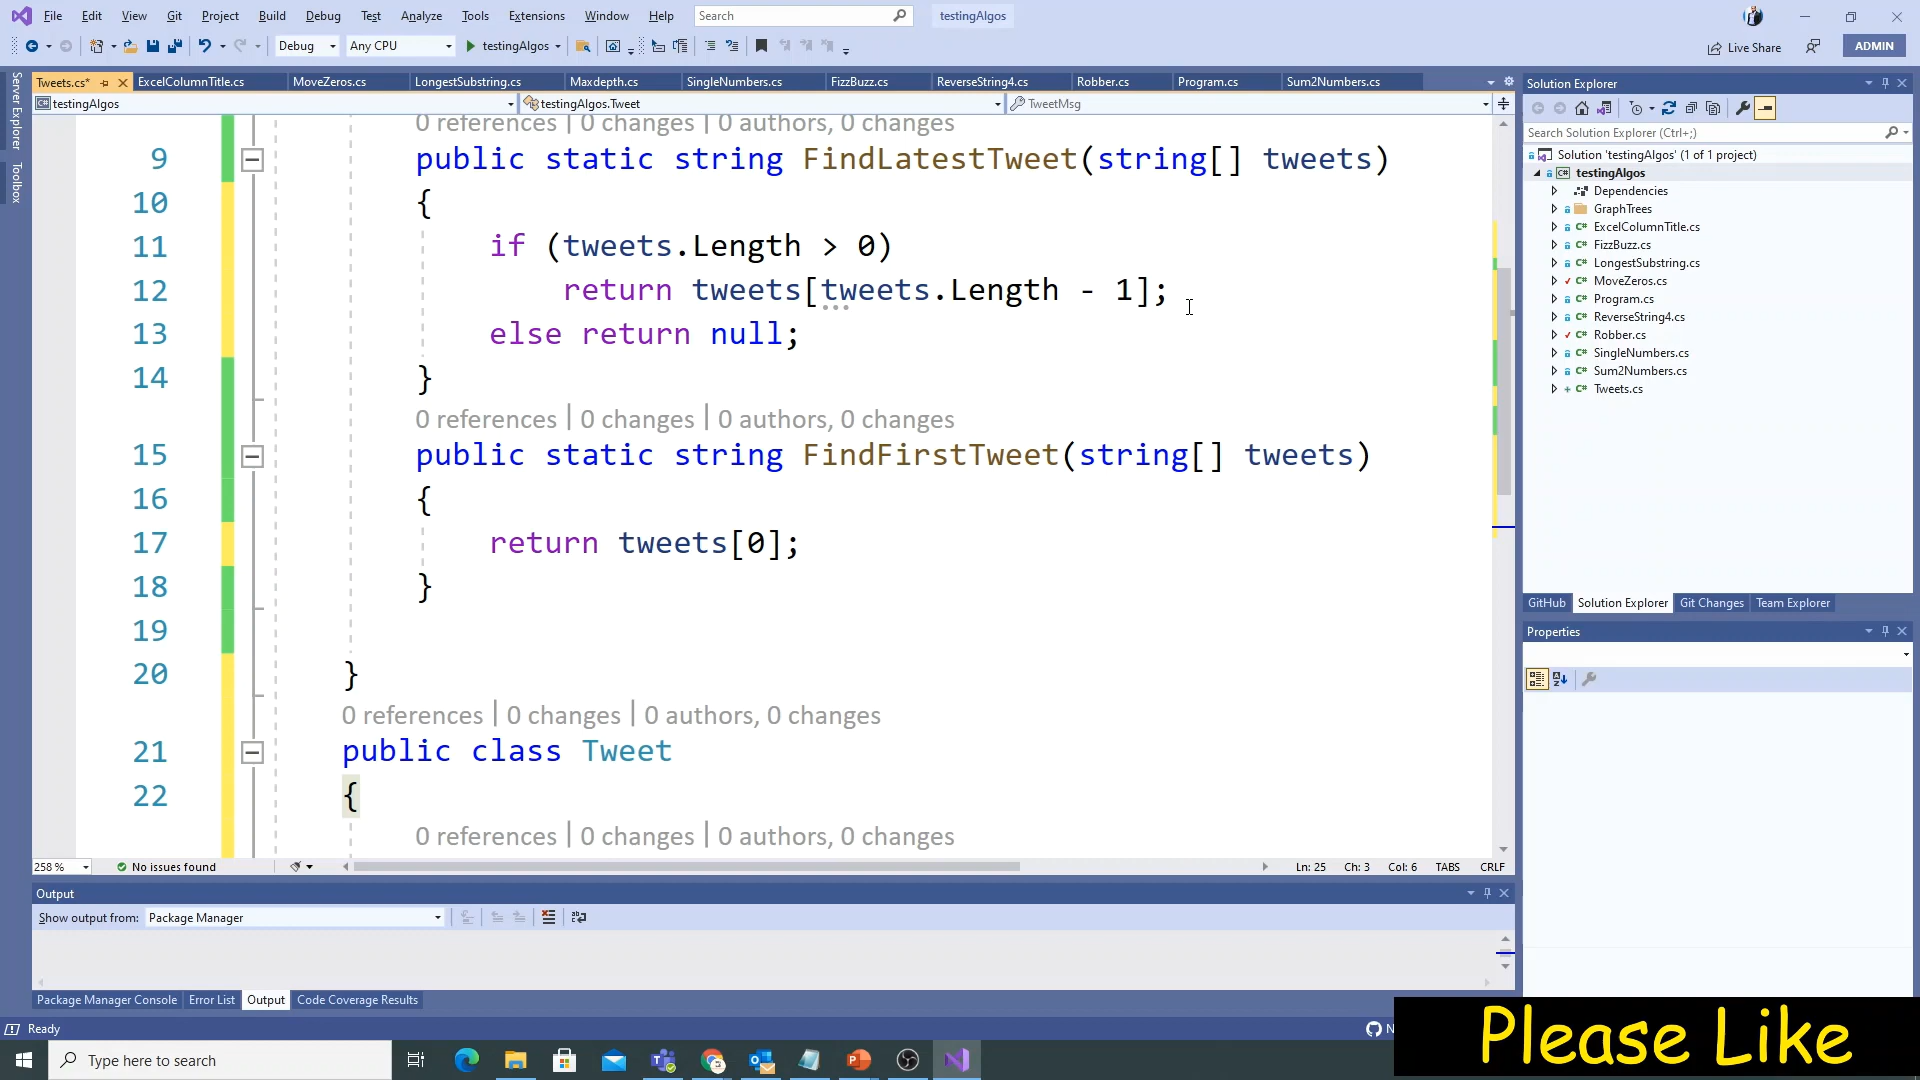 File Edit View Git Project Build Debug Test Analyze Tools Extensions Window Help Search testingAlgos
Debug Any CPU testingAlgos Live Share ADMIN
Server Explorer
Toolbox
Tweets.cs* ExcelColumnTitle.cs MoveZeros.cs LongestSubstring.cs Maxdepth.cs SingleNumbers.cs FizzBuzz.cs ReverseString4.cs Robber.cs Program.cs Sum2Numbers.cs
testingAlgos testingAlgos.Tweet TweetMsg
0 references | 0 changes | 0 authors, 0 changes
9 public static string FindLatestTweet(string[] tweets)
10 {
11 if (tweets.Length > 0)
12 return tweets[tweets.Length - 1];
13 else return null;
14 }
0 references | 0 changes | 0 authors, 0 changes
15 public static string FindFirstTweet(string[] tweets)
16 {
17 return tweets[0];
18 }
19
20 }
0 references | 0 changes | 0 authors, 0 changes
21 public class Tweet
22 {
0 references | 0 changes | 0 authors, 0 changes
258 % No issues found Ln: 25 Ch: 3 Col: 6 TABS CRLF
Output
Show output from: Package Manager
Package Manager Console Error List Output Code Coverage Results
Solution Explorer
Search Solution Explorer (Ctrl+;)
Solution 'testingAlgos' (1 of 1 project)
testingAlgos
Dependencies
GraphTrees
ExcelColumnTitle.cs
FizzBuzz.cs
LongestSubstring.cs
MoveZeros.cs
Program.cs
ReverseString4.cs
Robber.cs
SingleNumbers.cs
Sum2Numbers.cs
Tweets.cs
GitHub Solution Explorer Git Changes Team Explorer
Properties
Ready
Please Like
Type here to search